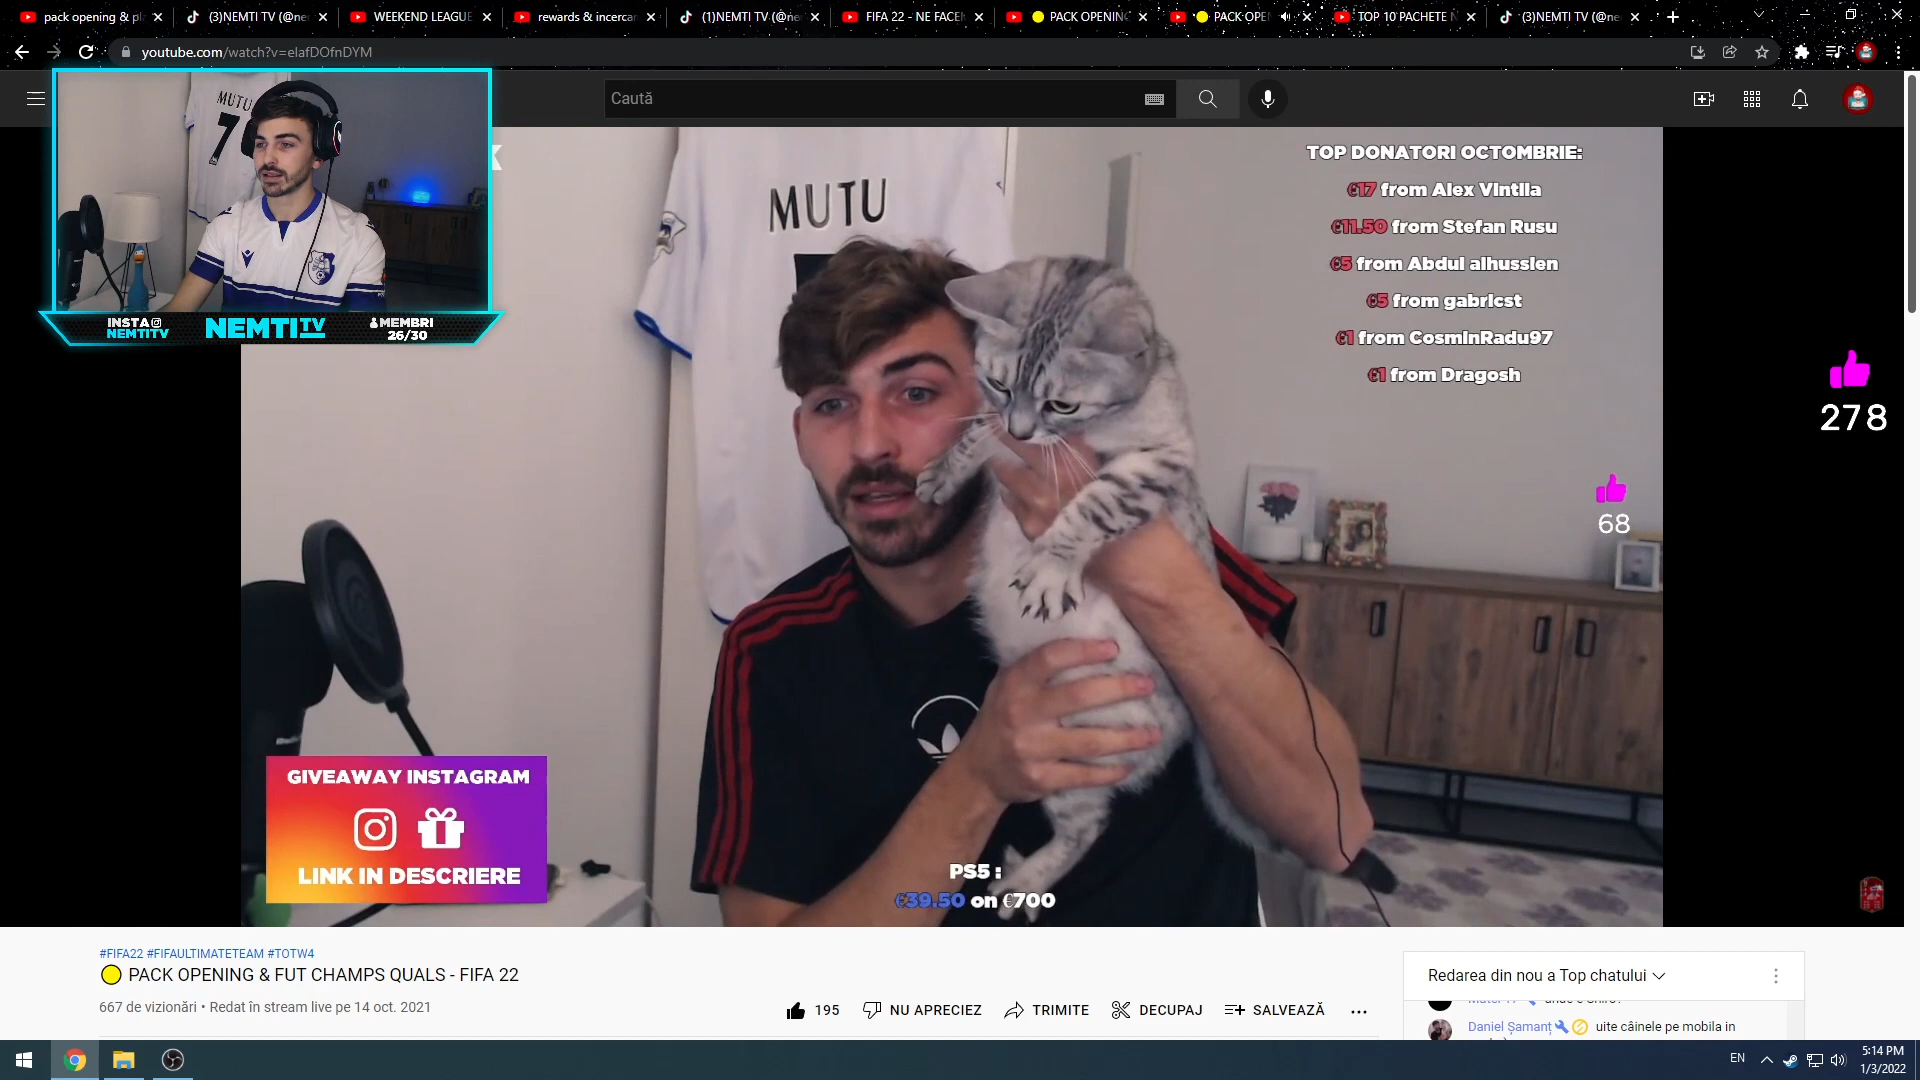 pack opening & pl
(3)NEMTI TV (@ne
WEEKEND LEAGUE
rewards & incercar
(1)NEMTI TV (@ne
FIFA 22 - NE FACEM
PACK OPENING
PACK OPE
TOP 10 PACHETE
(3)NEMTI TV (@ne
youtube.com/watch?v=elafDOfnDYM
Caută
MUTU
7
INSTA
NEMTITV
NEMTI TV
MEMBRI
26/30
MUTU
TOP DONATORI OCTOMBRIE:
€17 from Alex Vintila
€11.50 from Stefan Rusu
€5 from Abdul alhussien
€5 from gabricst
€1 from CosminRadu97
€1 from Dragosh
278
68
GIVEAWAY INSTAGRAM
LINK IN DESCRIERE
PS5 :
€39.50 on €700
#FIFA22 #FIFAULTIMATETEAM #TOTW4
PACK OPENING & FUT CHAMPS QUALS - FIFA 22
667 de vizionări • Redat în stream live pe 14 oct. 2021
195
NU APRECIEZ
TRIMITE
DECUPAJ
SALVEAZĂ
Redarea din nou a Top chatului
Daniel Șamanț uite câinele pe mobila in
EN
5:14 PM
1/3/2022